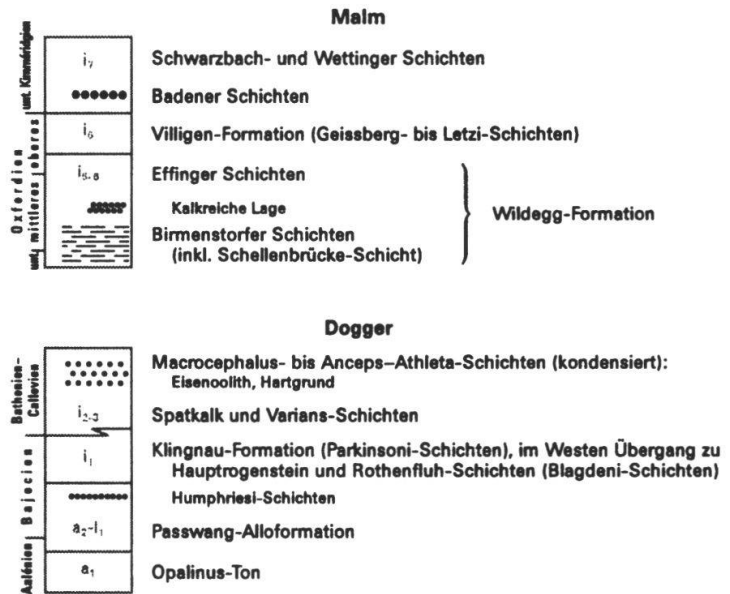 Malm
unt. Kimméridgien
i7
Schwarzbach- und Wettinger Schichten
Badener Schichten
Oxfordien
oberes
i6
Villigen-Formation (Geissberg- bis Letzi-Schichten)
mittleres
i5-6
Effinger Schichten
Kalkreiche Lage
Wildegg-Formation
unt.
Birmenstorfer Schichten
(inkl. Schellenbrücke-Schicht)
Dogger
Bathonien-
Callovien
Macrocephalus- bis Anceps-Athleta-Schichten (kondensiert):
Eisenoolith, Hartgrund
i2-3
Spatkalk und Varians-Schichten
Bajocien
i1
Klingnau-Formation (Parkinsoni-Schichten), im Westen Übergang zu
Hauptrogenstein und Rothenfluh-Schichten (Blagdeni-Schichten)
Humphriesi-Schichten
a2-i1
Passwang-Alloformation
Aalénien
a1
Opalinus-Ton